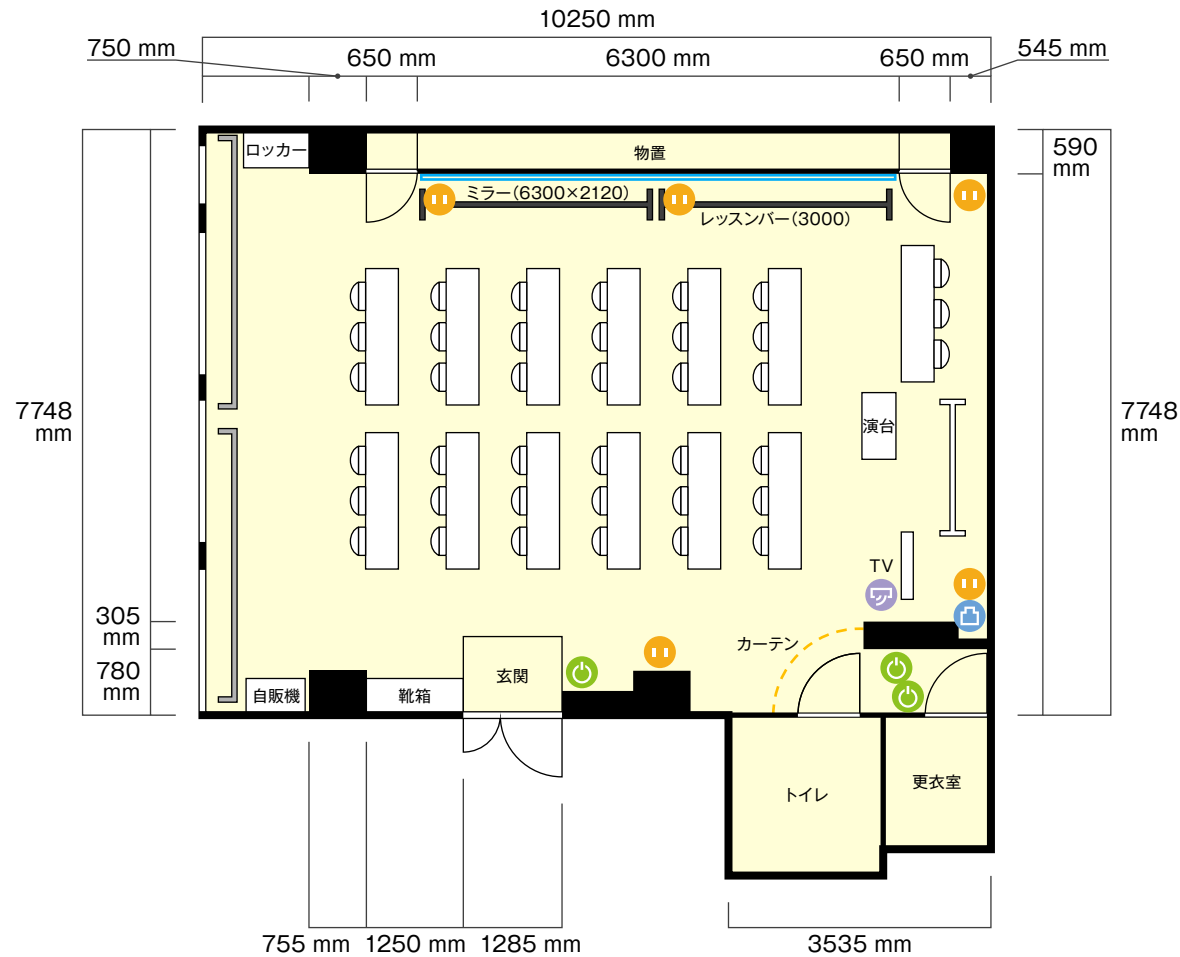 10250 mm
750 mm
650 mm
6300 mm
650 mm
545 mm
ロッカー
物置
590
mm
ミラー(6300×2120)
レッスンバー(3000)
7748
mm
演台
7748
mm
TV
305
mm
カーテン
780
mm
自販機
靴箱
玄関
トイレ
更衣室
755 mm
1250 mm
1285 mm
3535 mm